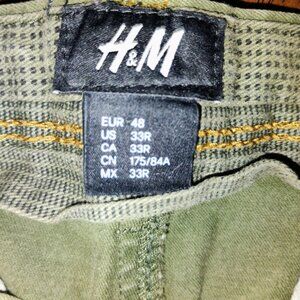 H&M
EUR 48
US 33R
CA 33R
CN 175/84A
MX 33R